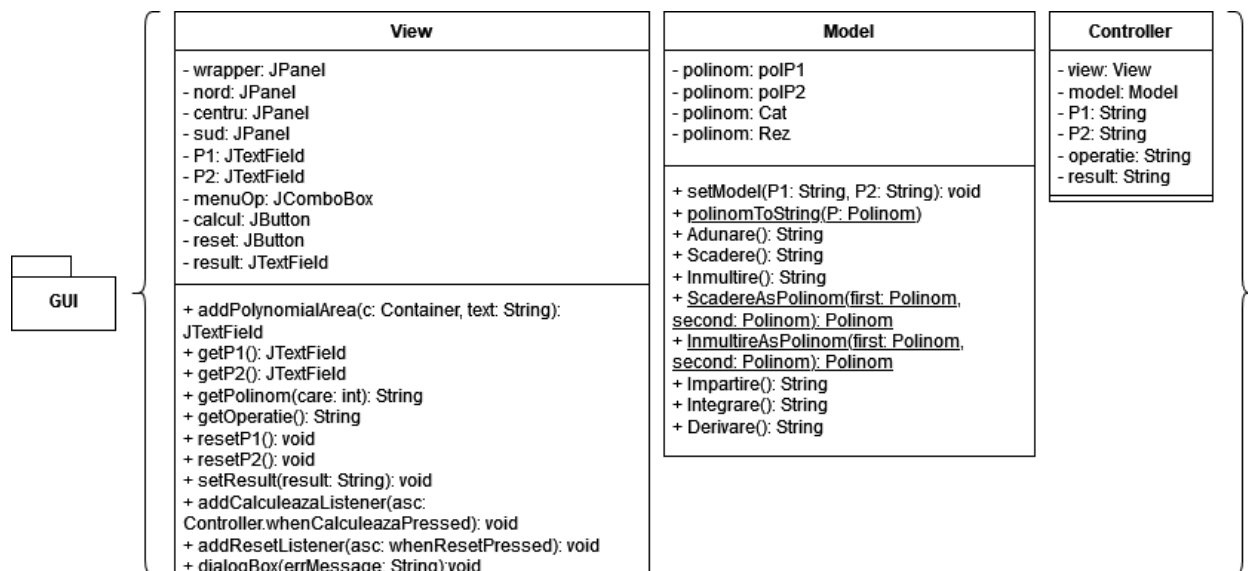 GUI
View
- wrapper: JPanel
- nord: JPanel
- centru: JPanel
- sud: JPanel
- P1: JTextField
- P2: JTextField
- menuOp: JComboBox
- calcul: JButton
- reset: JButton
- result: JTextField
+ addPolynomialArea(c: Container, text: String):
JTextField
+ getP1(): JTextField
+ getP2(): JTextField
+ getPolinom(care: int): String
+ getOperatie(): String
+ resetP1(): void
+ resetP2(): void
+ setResult(result: String): void
+ addCalculeazaListener(asc:
Controller.whenCalculeazaPressed): void
+ addResetListener(asc: whenResetPressed): void
+ dialogBox(errMessage: String):void
Model
- polinom: polP1
- polinom: polP2
- polinom: Cat
- polinom: Rez
+ setModel(P1: String, P2: String): void
+ polinomToString(P: Polinom)
+ Adunare(): String
+ Scadere(): String
+ Inmultire(): String
+ ScadereAsPolinom(first: Polinom,
second: Polinom): Polinom
+ InmultireAsPolinom(first: Polinom,
second: Polinom): Polinom
+ Impartire(): String
+ Integrare(): String
+ Derivare(): String
Controller
- view: View
- model: Model
- P1: String
- P2: String
- operatie: String
- result: String